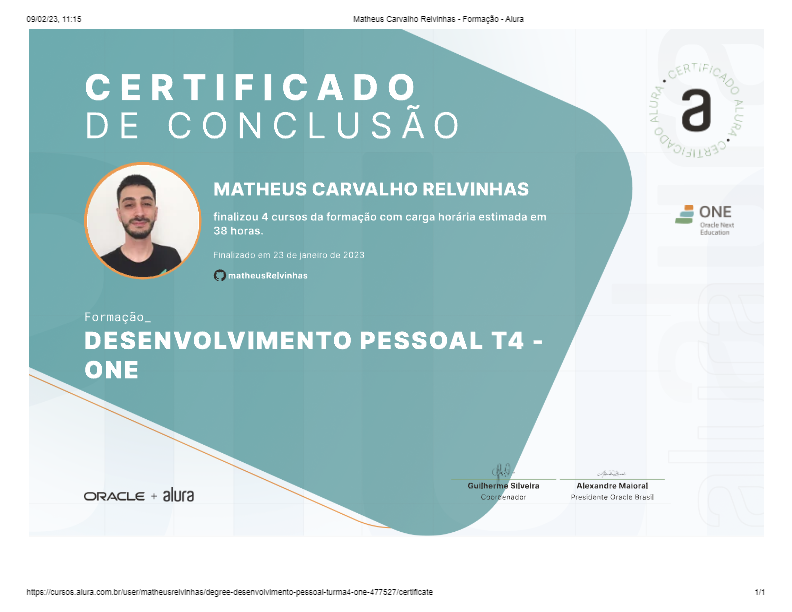 09/02/23, 11:15
Matheus Carvalho Relvinhas - Formação - Alura
CERTIFICADO
DE CONCLUSÃO
CERTIFICADO ALURA • CERTIFICADO ALURA •
a
MATHEUS CARVALHO RELVINHAS
finalizou 4 cursos da formação com carga horária estimada em
38 horas.
Finalizado em 23 de janeiro de 2023
matheusRelvinhas
ONE
Oracle Next
Education
Formação_
DESENVOLVIMENTO PESSOAL T4 -
ONE
ORACLE + alura
Guilherme Silveira
Coordenador
Alexandre Maioral
Presidente Oracle Brasil
https://cursos.alura.com.br/user/matheusrelvinhas/degree-desenvolvimento-pessoal-turma4-one-477527/certificate
1/1